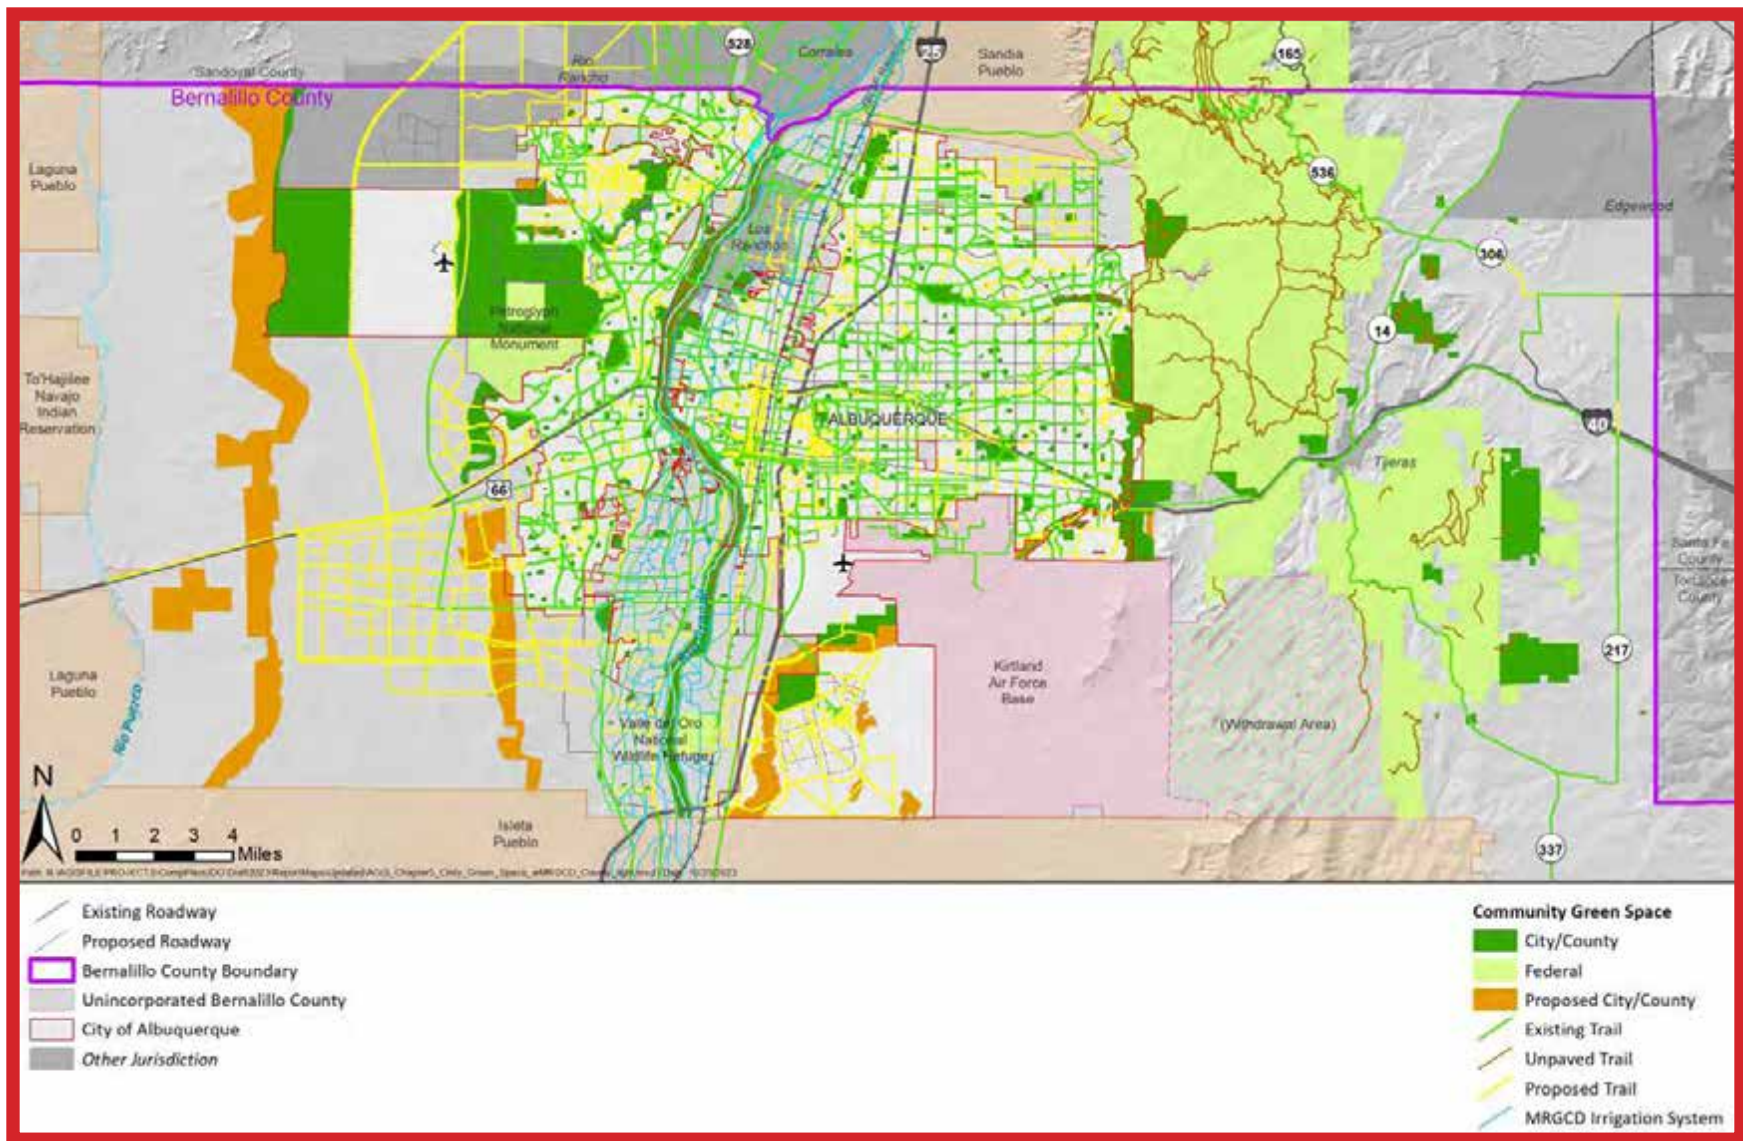 528
Corrales
25
Sandia
Pueblo
165
Rio
Rancho
Sandoval County
Bernalillo County
Laguna
Pueblo
536
Edgewood
Los
Ranchos
306
Petroglyph
National
Monument
14
To'Hajiilee
Navajo
Indian
Reservation
ALBUQUERQUE
40
Tijeras
66
Santa Fe
County
Torrance
County
217
Laguna
Pueblo
Kirtland
Air Force
Base
Rio Puerco
Valle del Oro
National
Wildlife Refuge
(Withdrawal Area)
N
0 1 2 3 4
Miles
Isleta
Pueblo
337
Existing Roadway
Proposed Roadway
Bernalillo County Boundary
Unincorporated Bernalillo County
City of Albuquerque
Other Jurisdiction
Community Green Space
City/County
Federal
Proposed City/County
Existing Trail
Unpaved Trail
Proposed Trail
MRGCD Irrigation System